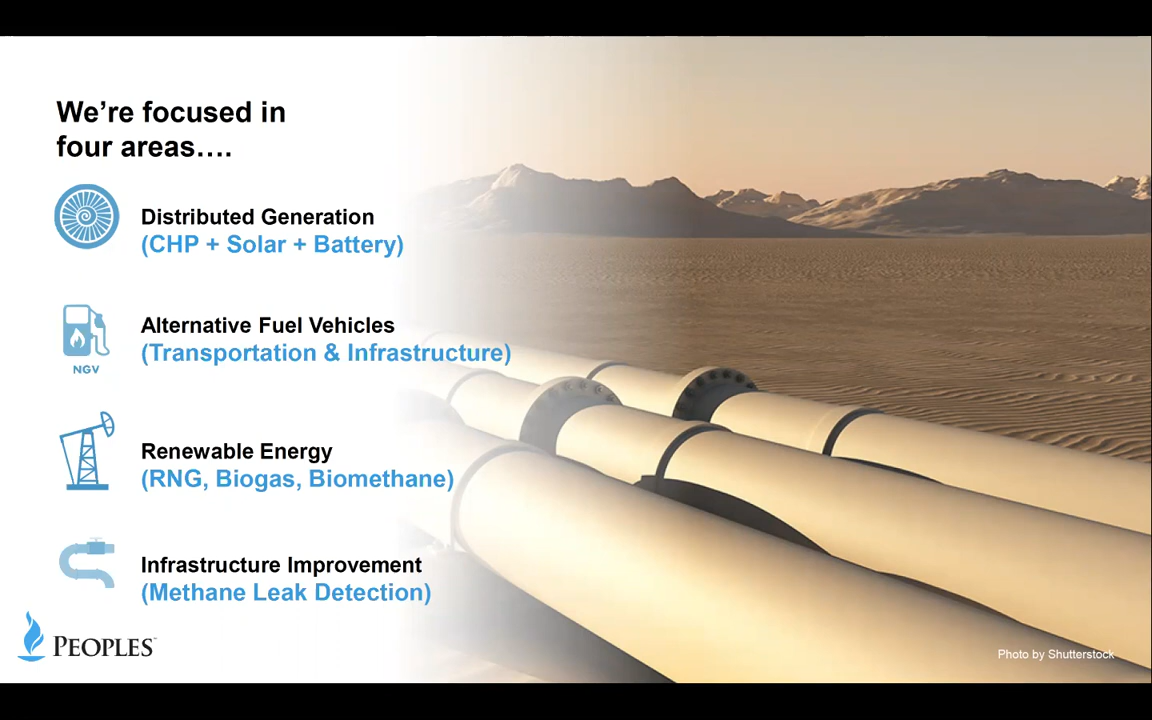 We're focused in
four areas….
Distributed Generation
(CHP + Solar + Battery)
Alternative Fuel Vehicles
(Transportation & Infrastructure)
NGV
Renewable Energy
(RNG, Biogas, Biomethane)
Infrastructure Improvement
(Methane Leak Detection)
PEOPLES
Photo by Shutterstock